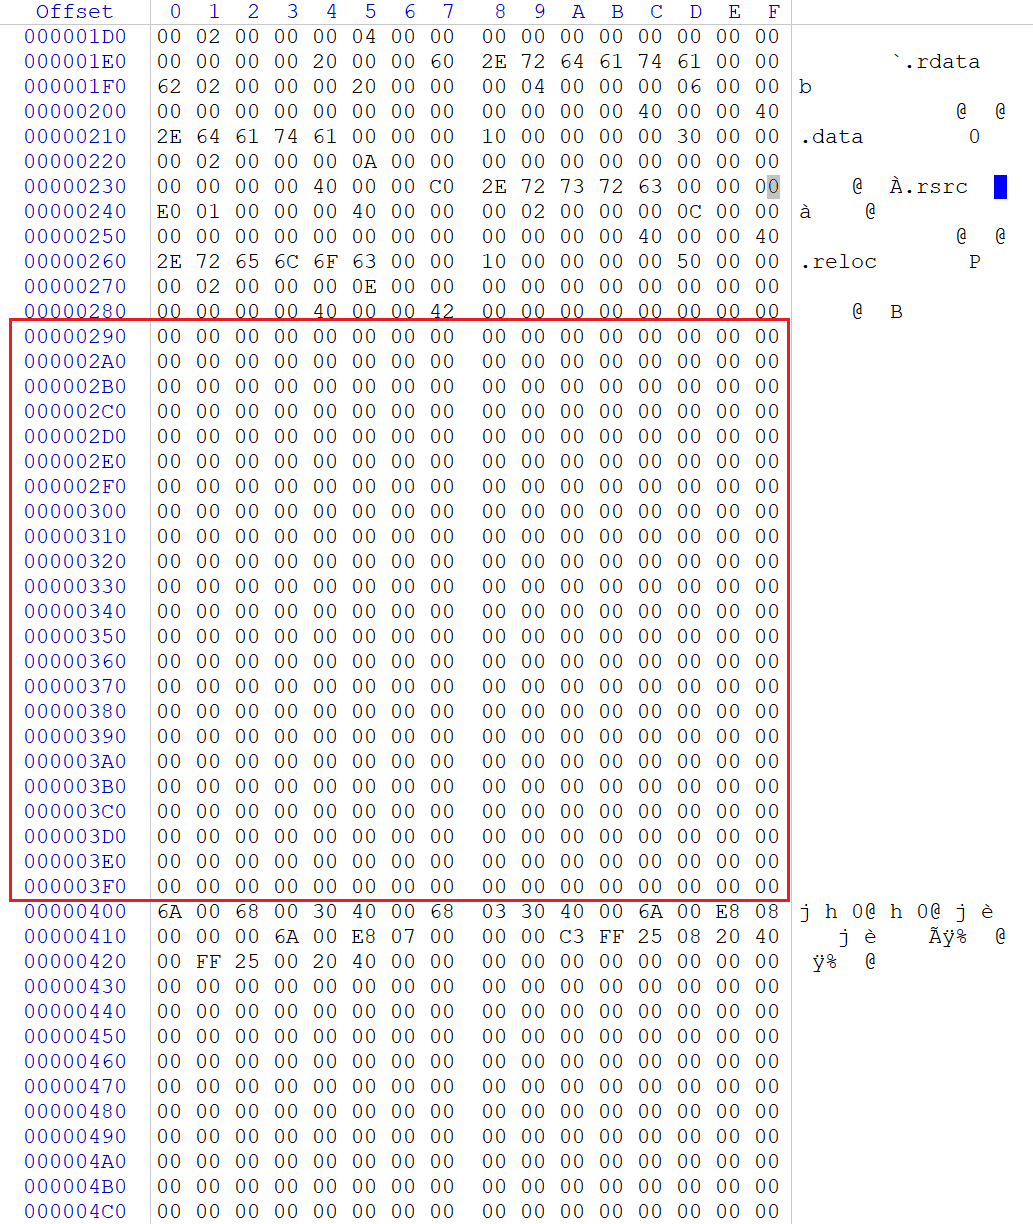 Offset 0 1 2 3 4 5 6 7 8 9 A B C D E F
000001D0 00 02 00 00 00 04 00 00 00 00 00 00 00 00 00 00
000001E0 00 00 00 00 20 00 00 60 2E 72 64 61 74 61 00 00 `.rdata
000001F0 62 02 00 00 00 20 00 00 00 04 00 00 00 06 00 00 b
00000200 00 00 00 00 00 00 00 00 00 00 00 00 40 00 00 40 @ @
00000210 2E 64 61 74 61 00 00 00 10 00 00 00 00 30 00 00 .data 0
00000220 00 02 00 00 00 0A 00 00 00 00 00 00 00 00 00 00
00000230 00 00 00 00 40 00 00 C0 2E 72 73 72 63 00 00 00 @ À.rsrc
00000240 E0 01 00 00 00 40 00 00 00 02 00 00 00 0C 00 00 à @
00000250 00 00 00 00 00 00 00 00 00 00 00 00 40 00 00 40 @ @
00000260 2E 72 65 6C 6F 63 00 00 10 00 00 00 00 50 00 00 .reloc P
00000270 00 02 00 00 00 0E 00 00 00 00 00 00 00 00 00 00
00000280 00 00 00 00 40 00 00 42 00 00 00 00 00 00 00 00 @ B
00000290 00 00 00 00 00 00 00 00 00 00 00 00 00 00 00 00
000002A0 00 00 00 00 00 00 00 00 00 00 00 00 00 00 00 00
000002B0 00 00 00 00 00 00 00 00 00 00 00 00 00 00 00 00
000002C0 00 00 00 00 00 00 00 00 00 00 00 00 00 00 00 00
000002D0 00 00 00 00 00 00 00 00 00 00 00 00 00 00 00 00
000002E0 00 00 00 00 00 00 00 00 00 00 00 00 00 00 00 00
000002F0 00 00 00 00 00 00 00 00 00 00 00 00 00 00 00 00
00000300 00 00 00 00 00 00 00 00 00 00 00 00 00 00 00 00
00000310 00 00 00 00 00 00 00 00 00 00 00 00 00 00 00 00
00000320 00 00 00 00 00 00 00 00 00 00 00 00 00 00 00 00
00000330 00 00 00 00 00 00 00 00 00 00 00 00 00 00 00 00
00000340 00 00 00 00 00 00 00 00 00 00 00 00 00 00 00 00
00000350 00 00 00 00 00 00 00 00 00 00 00 00 00 00 00 00
00000360 00 00 00 00 00 00 00 00 00 00 00 00 00 00 00 00
00000370 00 00 00 00 00 00 00 00 00 00 00 00 00 00 00 00
00000380 00 00 00 00 00 00 00 00 00 00 00 00 00 00 00 00
00000390 00 00 00 00 00 00 00 00 00 00 00 00 00 00 00 00
000003A0 00 00 00 00 00 00 00 00 00 00 00 00 00 00 00 00
000003B0 00 00 00 00 00 00 00 00 00 00 00 00 00 00 00 00
000003C0 00 00 00 00 00 00 00 00 00 00 00 00 00 00 00 00
000003D0 00 00 00 00 00 00 00 00 00 00 00 00 00 00 00 00
000003E0 00 00 00 00 00 00 00 00 00 00 00 00 00 00 00 00
000003F0 00 00 00 00 00 00 00 00 00 00 00 00 00 00 00 00
00000400 6A 00 68 00 30 40 00 68 03 30 40 00 6A 00 E8 08 j h 0@ h 0@ j è
00000410 00 00 00 6A 00 E8 07 00 00 00 C3 FF 25 08 20 40 j è Ãÿ% @
00000420 00 FF 25 00 20 40 00 00 00 00 00 00 00 00 00 00 ÿ% @
00000430 00 00 00 00 00 00 00 00 00 00 00 00 00 00 00 00
00000440 00 00 00 00 00 00 00 00 00 00 00 00 00 00 00 00
00000450 00 00 00 00 00 00 00 00 00 00 00 00 00 00 00 00
00000460 00 00 00 00 00 00 00 00 00 00 00 00 00 00 00 00
00000470 00 00 00 00 00 00 00 00 00 00 00 00 00 00 00 00
00000480 00 00 00 00 00 00 00 00 00 00 00 00 00 00 00 00
00000490 00 00 00 00 00 00 00 00 00 00 00 00 00 00 00 00
000004A0 00 00 00 00 00 00 00 00 00 00 00 00 00 00 00 00
000004B0 00 00 00 00 00 00 00 00 00 00 00 00 00 00 00 00
000004C0 00 00 00 00 00 00 00 00 00 00 00 00 00 00 00 00